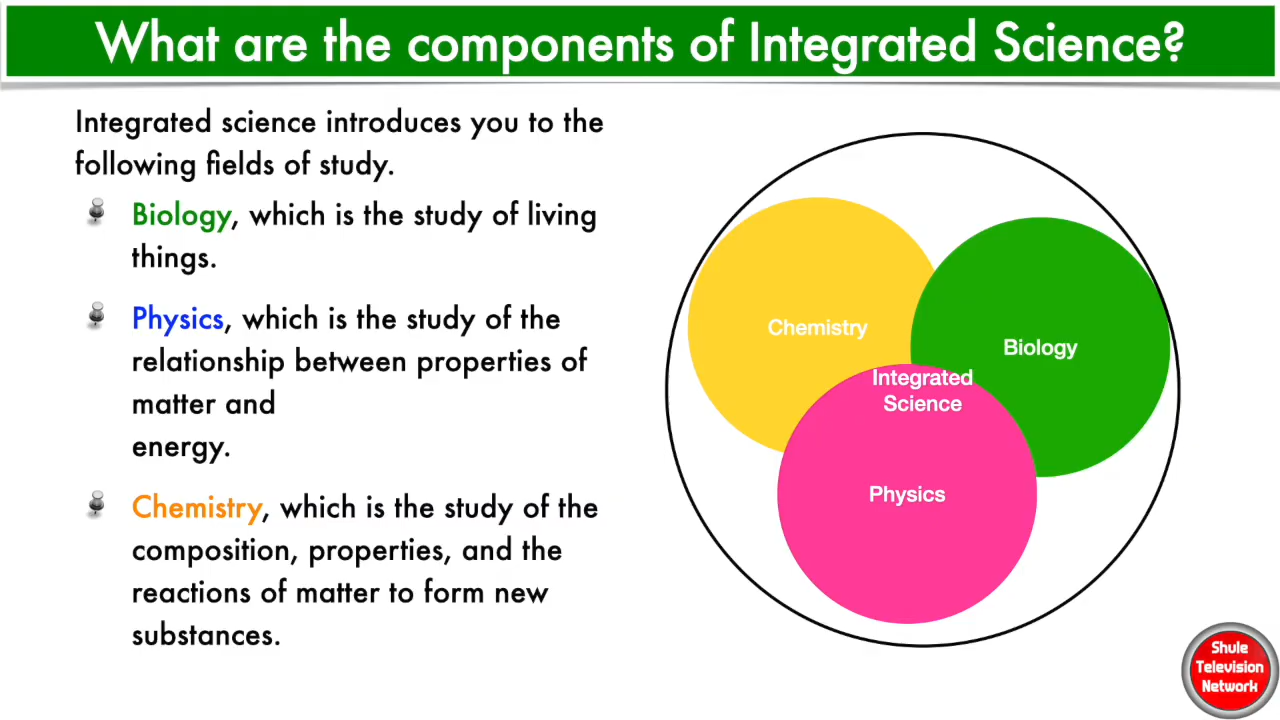 What are the components of Integrated Science?
Integrated science introduces you to the
following fields of study.
Biology, which is the study of living
things.
Physics, which is the study of the
relationship between properties of
matter and
energy.
Chemistry, which is the study of the
composition, properties, and the
reactions of matter to form new
substances.
Chemistry
Biology
Integrated
Science
Physics
Shule
Television
Network